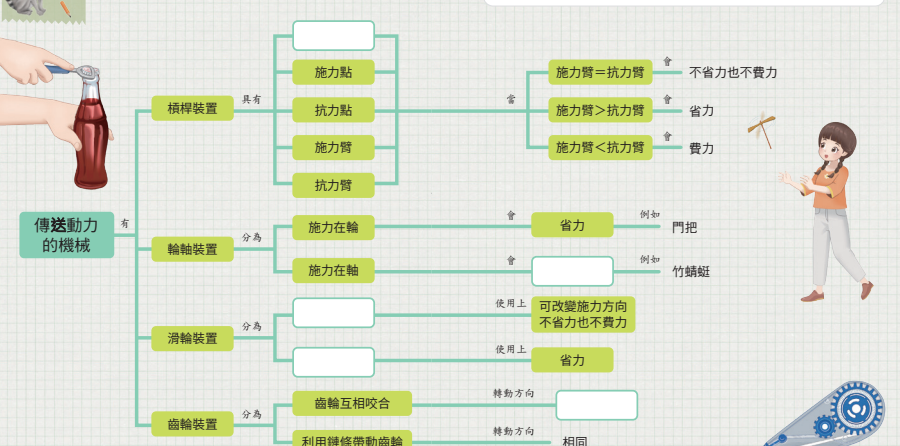 傳送動力
的機械
有
槓桿裝置
具有
施力點
抗力點
施力臂
抗力臂
當
施力臂＝抗力臂
會
不省力也不費力
施力臂＞抗力臂
會
省力
施力臂＜抗力臂
會
費力
輪軸裝置
分為
施力在輪
會
省力
例如
門把
施力在軸
會
例如
竹蜻蜓
滑輪裝置
分為
使用上
可改變施力方向
不省力也不費力
使用上
省力
齒輪裝置
分為
齒輪互相咬合
轉動方向
利用鏈條帶動齒輪
轉動方向
相同